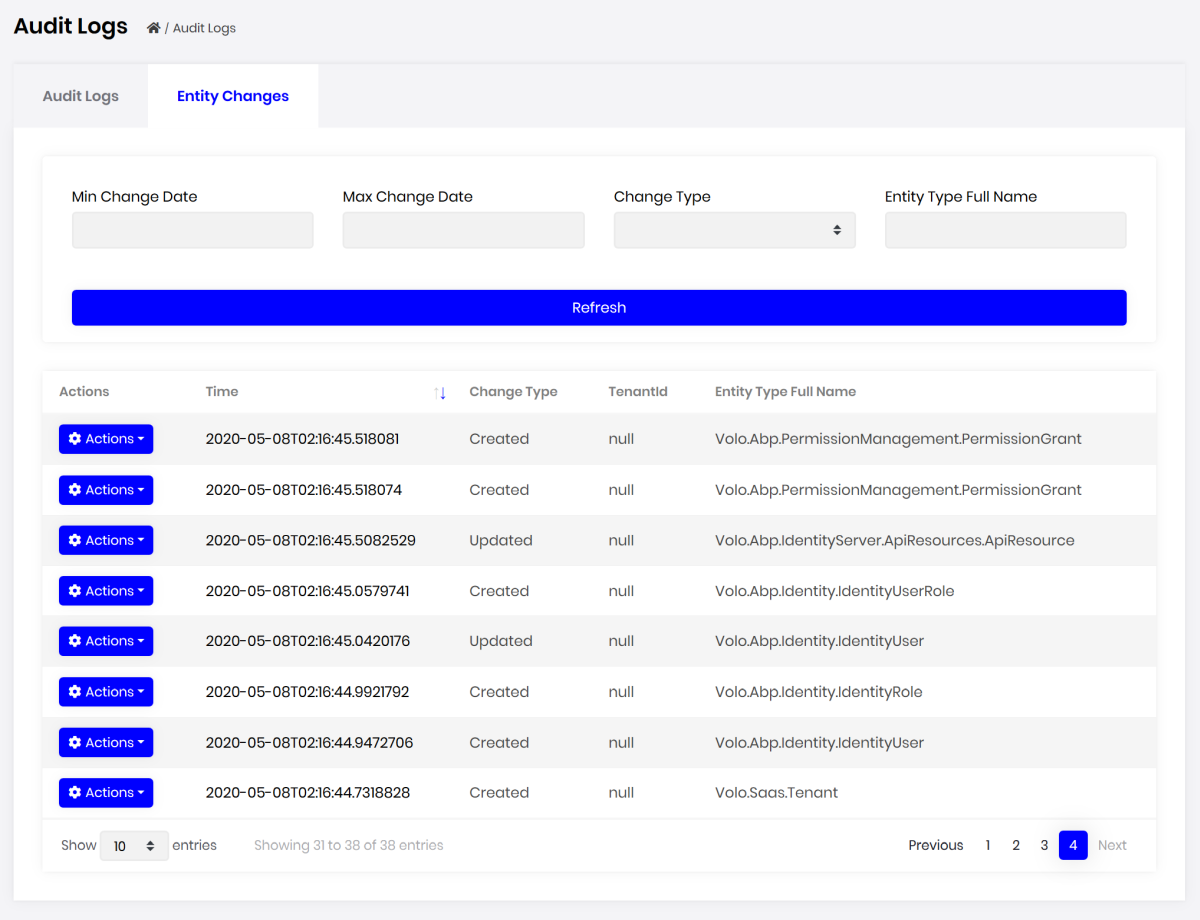 Audit Logs / Audit Logs
Audit Logs Entity Changes
Min Change Date Max Change Date Change Type Entity Type Full Name
Refresh
Actions Time Change Type TenantId Entity Type Full Name
Actions 2020-05-08T02:16:45.518081 Created null Volo.Abp.PermissionManagement.PermissionGrant
Actions 2020-05-08T02:16:45.518074 Created null Volo.Abp.PermissionManagement.PermissionGrant
Actions 2020-05-08T02:16:45.5082529 Updated null Volo.Abp.IdentityServer.ApiResources.ApiResource
Actions 2020-05-08T02:16:45.0579741 Created null Volo.Abp.Identity.IdentityUserRole
Actions 2020-05-08T02:16:45.0420176 Updated null Volo.Abp.Identity.IdentityUser
Actions 2020-05-08T02:16:44.9921792 Created null Volo.Abp.Identity.IdentityRole
Actions 2020-05-08T02:16:44.9472706 Created null Volo.Abp.Identity.IdentityUser
Actions 2020-05-08T02:16:44.7318828 Created null Volo.Saas.Tenant
Show 10 entries Showing 31 to 38 of 38 entries Previous 1 2 3 4 Next